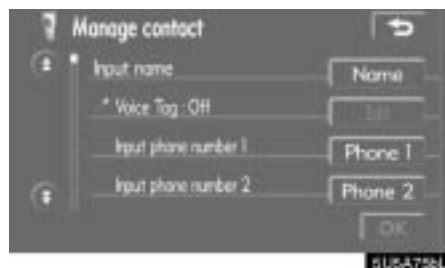 Manage contact
Input name Name
* Voice Tag : Off Set
Input phone number 1 Phone 1
Input phone number 2 Phone 2
OK
6U5A75N